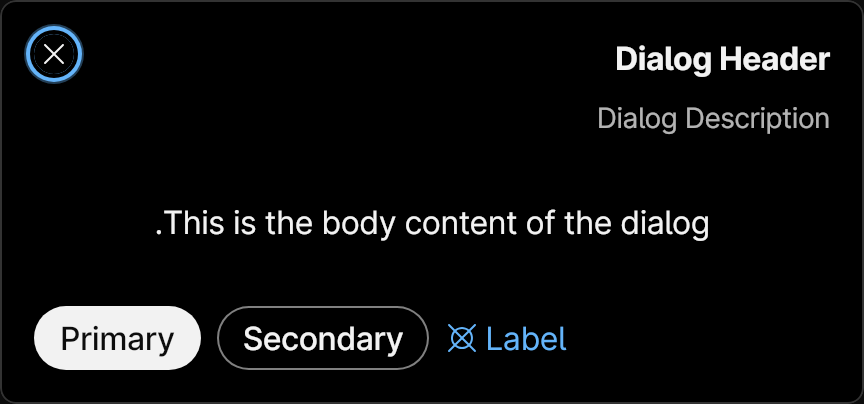 Dialog Header
Dialog Description
.This is the body content of the dialog
Primary
Secondary
Label